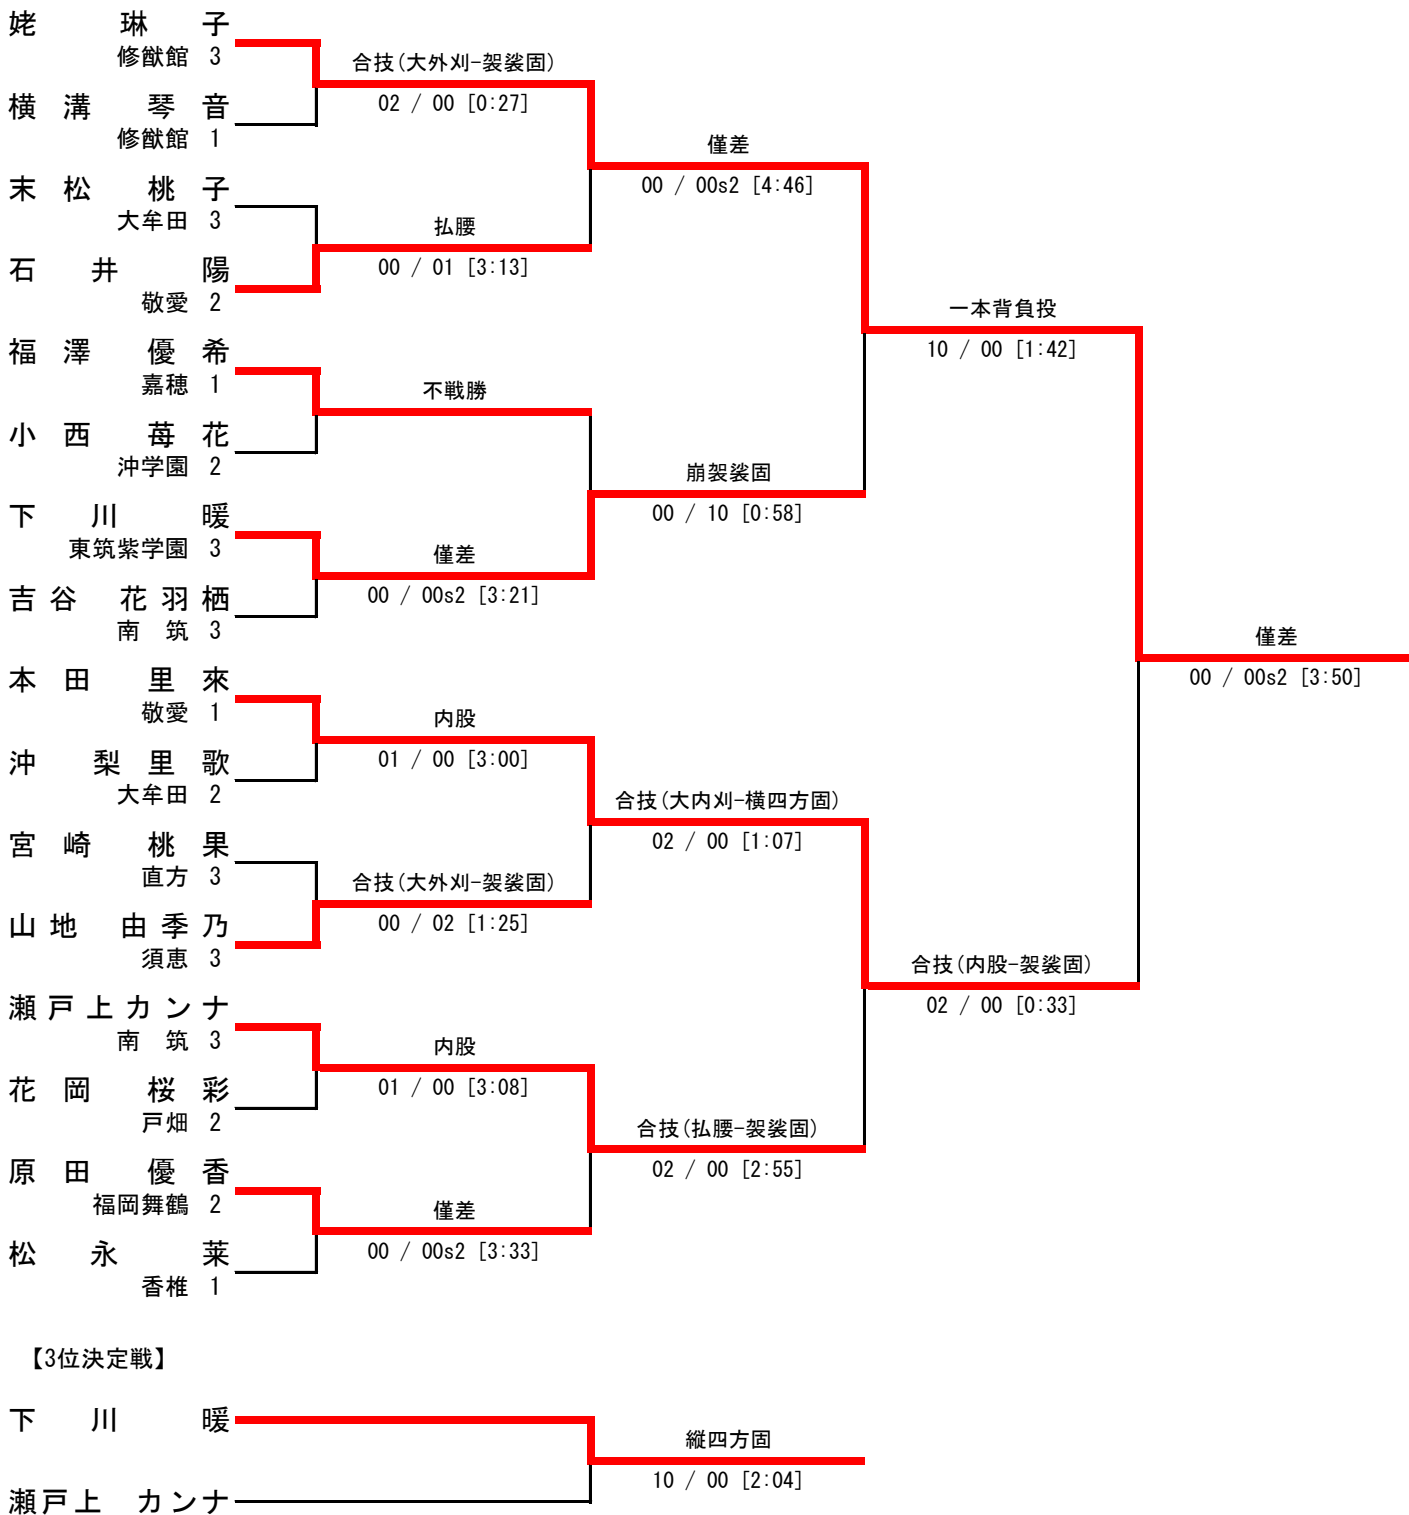 姥 琳子
修猷館 3
横溝 琴音
修猷館 1
末松 桃子
大牟田 3
石井 陽
敬愛 2
福澤 優希
嘉穂 1
小西 苺花
沖学園 2
下川 暖
東筑紫学園 3
吉谷 花羽栖
南 筑 3
本田 里來
敬愛 1
沖 梨里歌
大牟田 2
宮崎 桃果
直方 3
山地 由季乃
須恵 3
瀬戸上カンナ
南 筑 3
花岡 桜彩
戸畑 2
原田 優香
福岡舞鶴 2
松永 莱
香椎 1
合技(大外刈-袈裟固)
02 / 00 [0:27]
払腰
00 / 01 [3:13]
不戦勝
僅差
00 / 00s2 [3:21]
内股
01 / 00 [3:00]
合技(大外刈-袈裟固)
00 / 02 [1:25]
内股
01 / 00 [3:08]
僅差
00 / 00s2 [3:33]
僅差
00 / 00s2 [4:46]
崩袈裟固
00 / 10 [0:58]
合技(大内刈-横四方固)
02 / 00 [1:07]
合技(払腰-袈裟固)
02 / 00 [2:55]
一本背負投
10 / 00 [1:42]
合技(内股-袈裟固)
02 / 00 [0:33]
僅差
00 / 00s2 [3:50]
【3位決定戦】
下川 暖
瀬戸上 カンナ
縦四方固
10 / 00 [2:04]